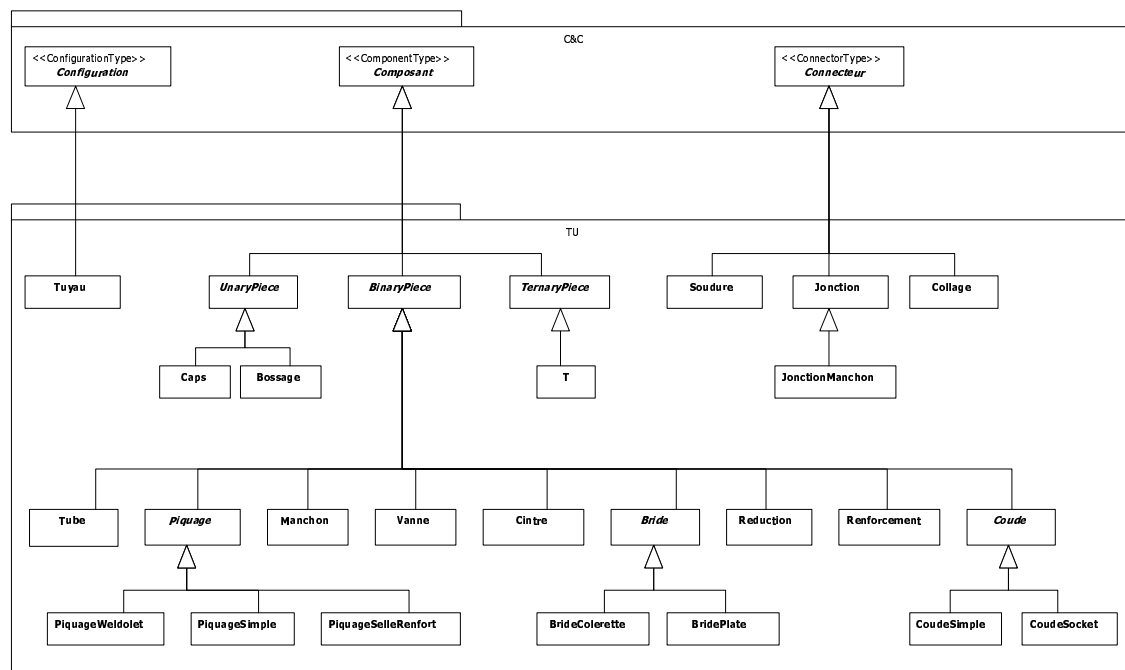 C&C
<<ConfigurationType>>
Configuration
<<ComponentType>>
Composant
<<ConnectorType>>
Connecteur
TU
Tuyau
UnaryPiece
BinaryPiece
TernaryPiece
Soudure
Jonction
Collage
Caps
Bossage
T
JonctionManchon
Tube
Piquage
Manchon
Vanne
Cintre
Bride
Reduction
Renforcement
Coude
PiquageWeldolet
PiquageSimple
PiquageSelleRenfort
BrideColerette
BridePlate
CoudeSimple
CoudeSocket